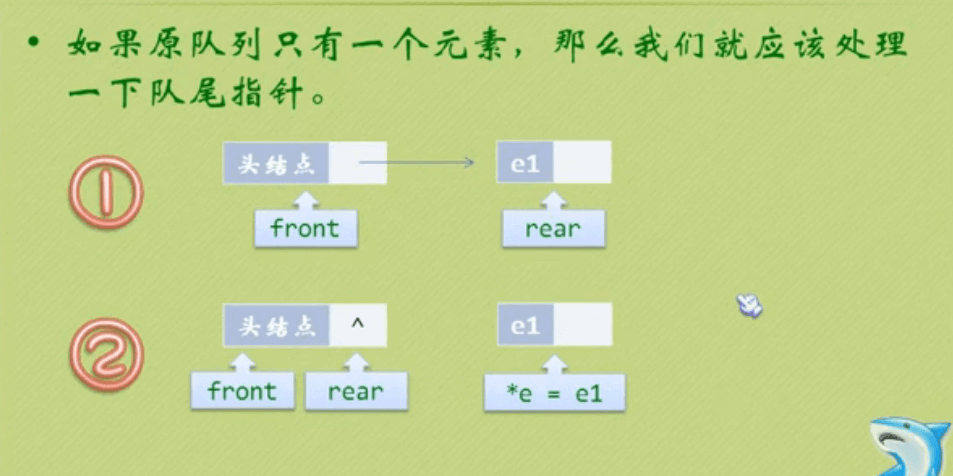 • 如果原队列只有一个元素，那么我们就应该处理
一下队尾指针。
①
头结点
e1
front
rear
②
头结点 ^
e1
front
rear
*e = e1